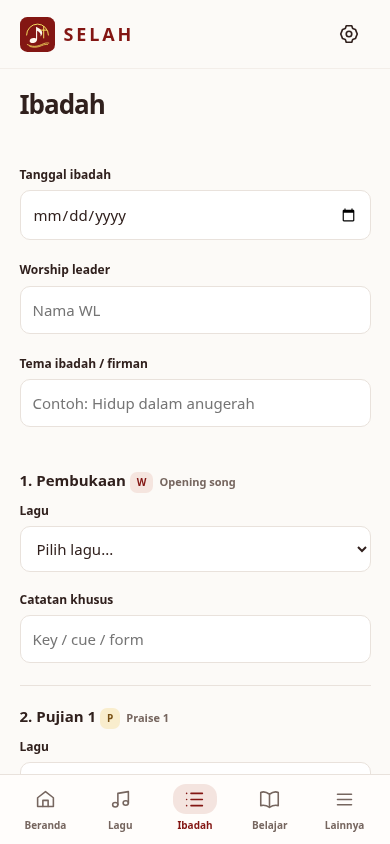 SELAH
Ibadah
Tanggal ibadah
mm/dd/yyyy
Worship leader
Nama WL
Tema ibadah / firman
Contoh: Hidup dalam anugerah
1. Pembukaan W Opening song
Lagu
Pilih lagu...
Catatan khusus
Key / cue / form
2. Pujian 1 P Praise 1
Lagu
Beranda Lagu Ibadah Belajar Lainnya